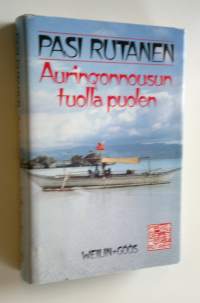 PASI RUTANEN
Auringonnousun
tuolla puolen
WEILIN+GÖÖS